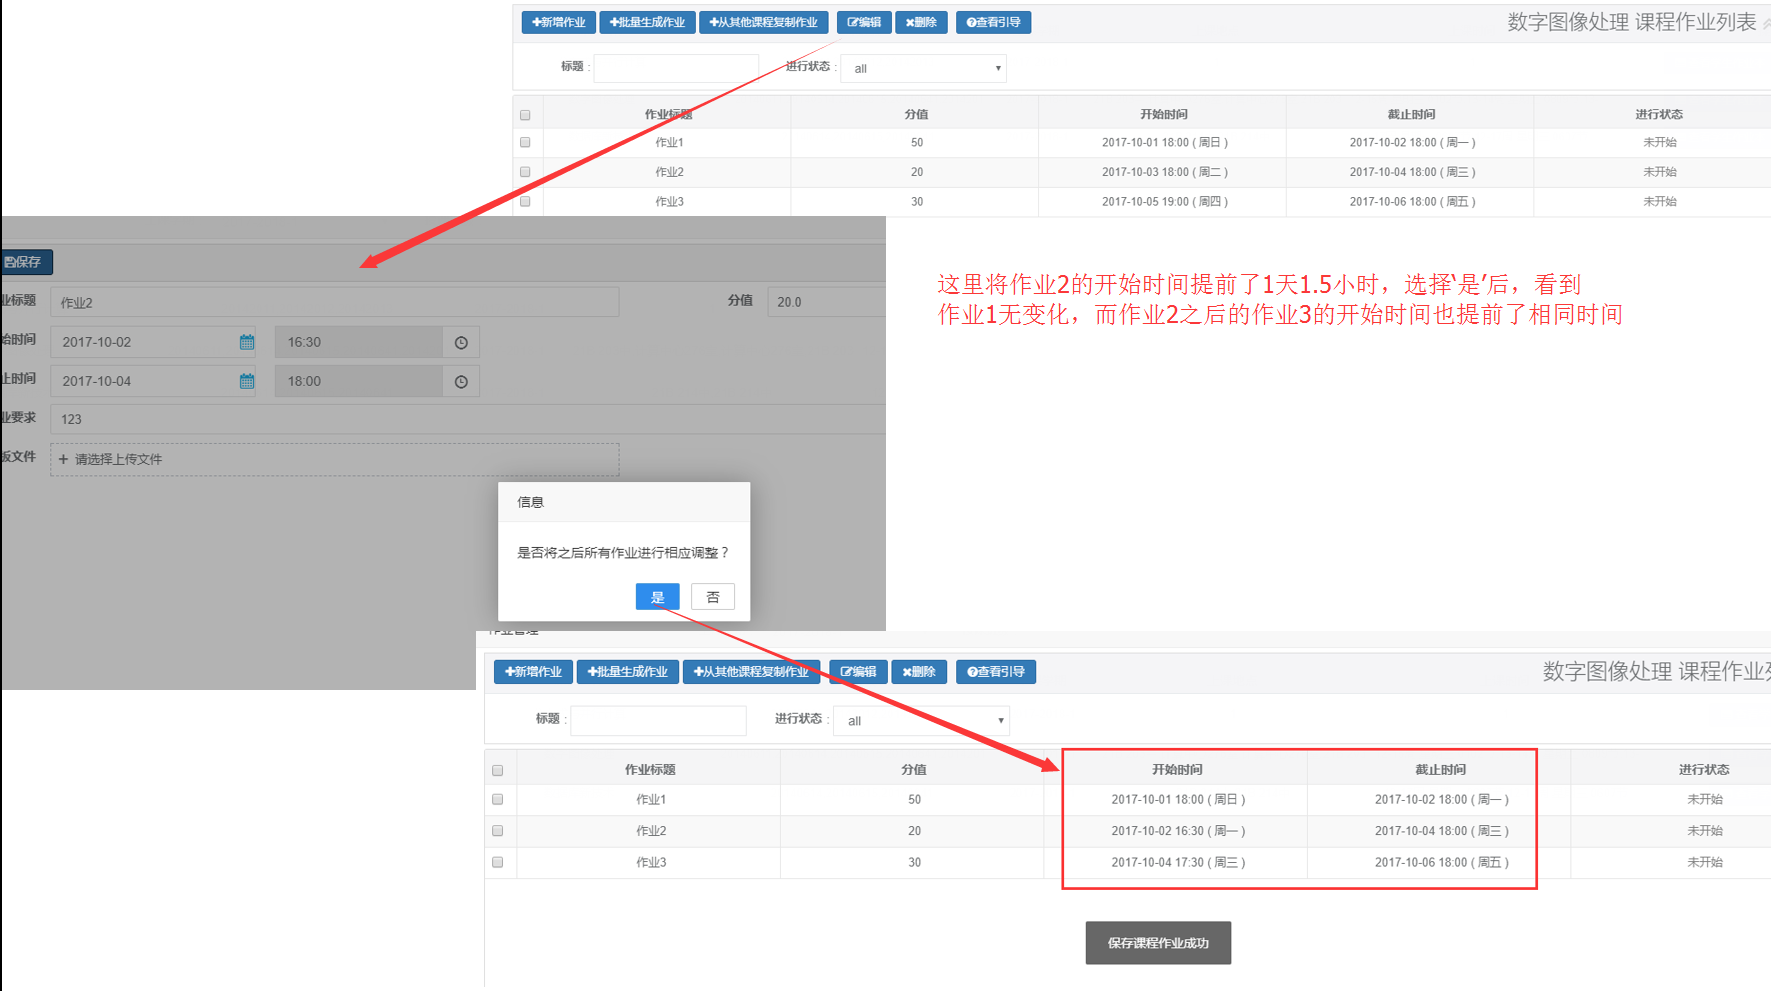 新增作业 批量生成作业 从其他课程复制作业 编辑 删除 查看引导 数字图像处理 课程作业列表
标题 : 进行状态 : all
作业标题 分值 开始时间 截止时间 进行状态
作业1 50 2017-10-01 18:00 ( 周日 ) 2017-10-02 18:00 ( 周一 ) 未开始
作业2 20 2017-10-03 18:00 ( 周二 ) 2017-10-04 18:00 ( 周三 ) 未开始
作业3 30 2017-10-05 19:00 ( 周四 ) 2017-10-06 18:00 ( 周五 ) 未开始
保存
业标题 作业2 分值 20.0
始时间 2017-10-02 16:30
止时间 2017-10-04 18:00
业要求 123
板文件 + 请选择上传文件
这里将作业2的开始时间提前了1天1.5小时，选择‘是’后，看到
作业1无变化，而作业2之后的作业3的开始时间也提前了相同时间
信息
是否将之后所有作业进行相应调整？
是 否
作业管理
新增作业 批量生成作业 从其他课程复制作业 编辑 删除 查看引导 数字图像处理 课程作业列
标题 : 进行状态 : all
作业标题 分值 开始时间 截止时间 进行状态
作业1 50 2017-10-01 18:00 ( 周日 ) 2017-10-02 18:00 ( 周一 ) 未开始
作业2 20 2017-10-02 16:30 ( 周一 ) 2017-10-04 18:00 ( 周三 ) 未开始
作业3 30 2017-10-04 17:30 ( 周三 ) 2017-10-06 18:00 ( 周五 ) 未开始
保存课程作业成功